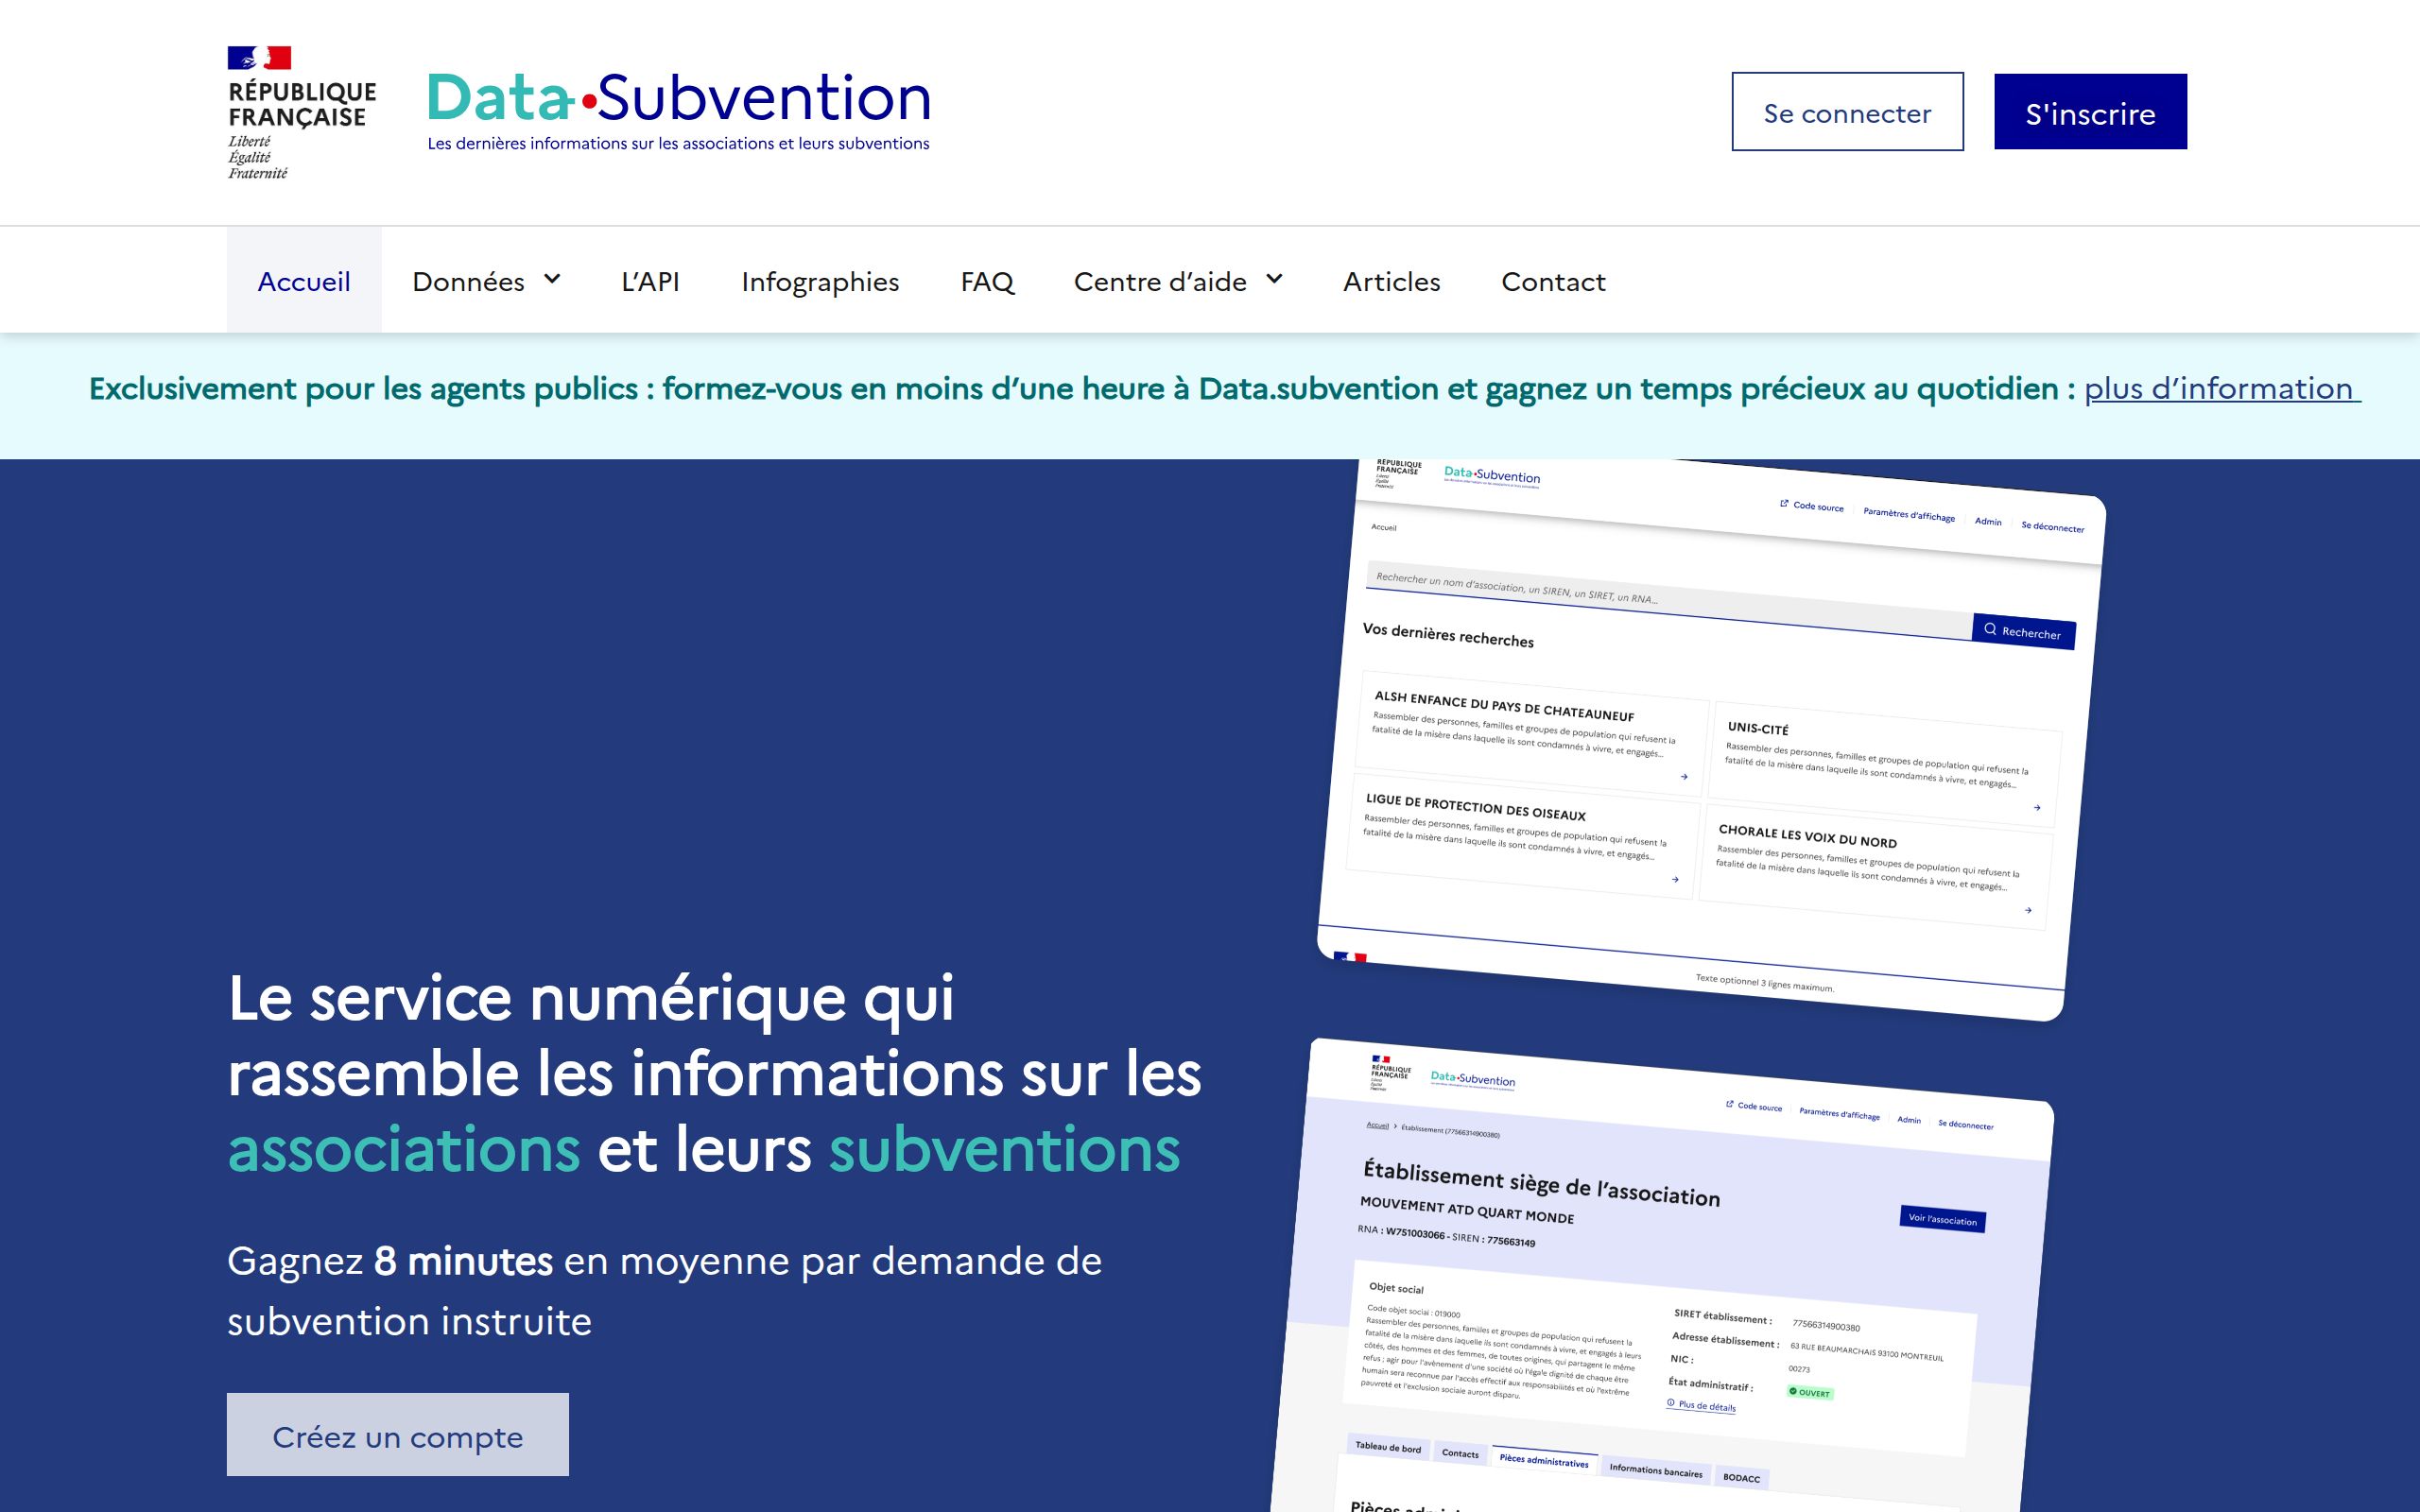 RÉPUBLIQUE
FRANÇAISE
Liberté
Égalité
Fraternité
Data.Subvention
Les dernières informations sur les associations et leurs subventions
Se connecter
S'inscrire
Accueil
Données
L’API
Infographies
FAQ
Centre d’aide
Articles
Contact
Exclusivement pour les agents publics : formez-vous en moins d’une heure à Data.subvention et gagnez un temps précieux au quotidien : plus d’information
Le service numérique qui
rassemble les informations sur les
associations et leurs subventions
Gagnez 8 minutes en moyenne par demande de
subvention instruite
Créez un compte
RÉPUBLIQUE
FRANÇAISE
Data.Subvention
Code source
Paramètres d’affichage
Admin
Se déconnecter
Accueil
Rechercher un nom d’association, un SIREN, un SIRET, un RNA...
Rechercher
Vos dernières recherches
ALSH ENFANCE DU PAYS DE CHATEAUNEUF
Rassembler des personnes, familles et groupes de population qui refusent la
fatalité de la misère dans laquelle ils sont condamnés à vivre, et engagés...
UNIS-CITÉ
Rassembler des personnes, familles et groupes de population qui refusent la
fatalité de la misère dans laquelle ils sont condamnés à vivre, et engagés...
LIGUE DE PROTECTION DES OISEAUX
Rassembler des personnes, familles et groupes de population qui refusent la
fatalité de la misère dans laquelle ils sont condamnés à vivre, et engagés...
CHORALE LES VOIX DU NORD
Rassembler des personnes, familles et groupes de population qui refusent la
fatalité de la misère dans laquelle ils sont condamnés à vivre, et engagés...
Texte optionnel 3 lignes maximum.
RÉPUBLIQUE
FRANÇAISE
Data.Subvention
Code source
Paramètres d’affichage
Admin
Se déconnecter
Accueil > Établissement (77566314900380)
Établissement siège de l’association
MOUVEMENT ATD QUART MONDE
RNA : W751003066 - SIREN : 775663149
Voir l’association
Objet social
Code objet social : 019000
Rassembler des personnes, familles et groupes de population qui refusent la
fatalité de la misère dans laquelle ils sont condamnés à vivre, et engagés à leurs
côtés, des hommes et des femmes, de toutes origines, qui partagent le même
refus ; agir pour l’avènement d’une société où l’égale dignité de chaque être
humain sera reconnue par l’accès effectif aux responsabilités et où l’extrême
pauvreté et l’exclusion sociale auront disparu.
SIRET établissement : 77566314900380
Adresse établissement : 63 RUE BEAUMARCHAIS 93100 MONTREUIL
NIC : 00273
État administratif : OUVERT
Plus de détails
Tableau de bord
Contacts
Pièces administratives
Informations bancaires
BODACC